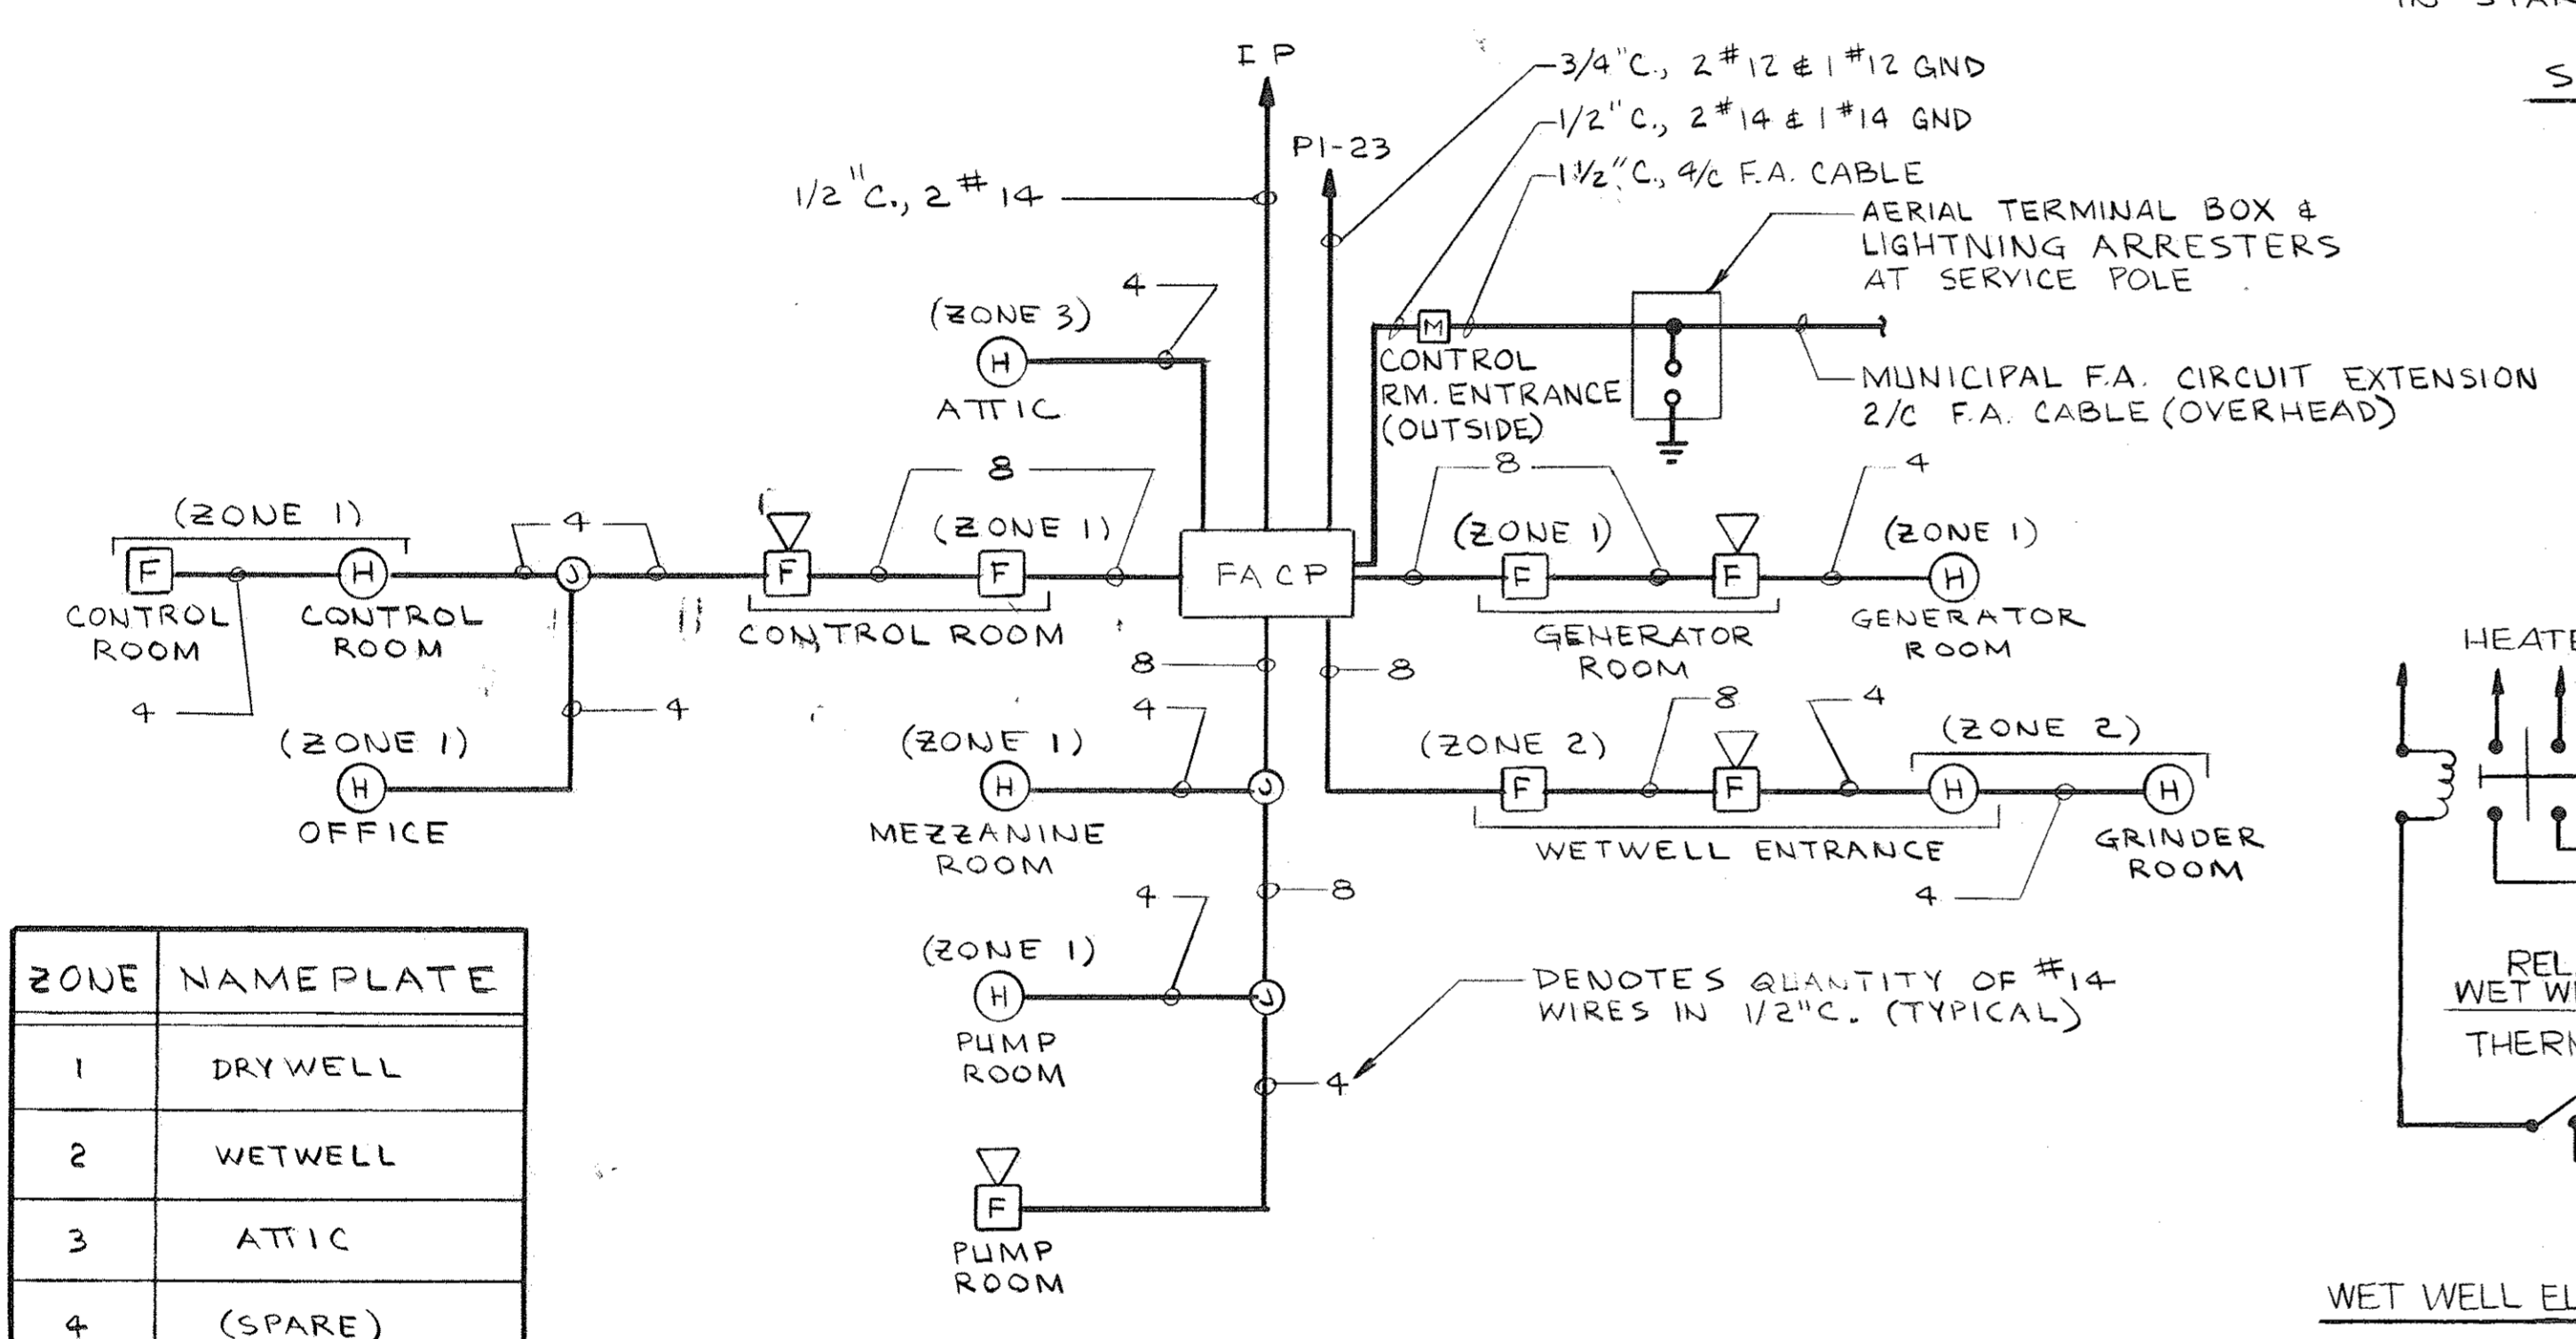 IN STAR
S
I P
3/4"C., 2 #12 & 1 #12 GND
1/2" C., 2 #14 & 1 #14 GND
P1-23
1 1/2" C., 4/C F.A. CABLE
1/2"C., 2 #14
AERIAL TERMINAL BOX &
LIGHTNING ARRESTERS
AT SERVICE POLE
4
(ZONE 3)
H
ATTIC
M
CONTROL
RM. ENTRANCE
(OUTSIDE)
MUNICIPAL F.A. CIRCUIT EXTENSION
2/C F.A. CABLE (OVERHEAD)
(ZONE 1)
4
8
(ZONE 1)
8
4
(ZONE 1)
(ZONE 1)
F
H
J
F
F
FACP
F
F
H
CONTROL
ROOM
CONTROL
ROOM
CONTROL ROOM
GENERATOR
ROOM
GENERATOR
ROOM
HEATE
4
4
8
8
(ZONE 1)
H
OFFICE
4
(ZONE 1)
H
J
MEZZANINE
ROOM
(ZONE 2)
8
4
(ZONE 2)
F
F
H
H
WETWELL ENTRANCE
GRINDER
ROOM
4
8
4
(ZONE 1)
H
J
PUMP
ROOM
DENOTES QUANTITY OF #14
WIRES IN 1/2"C. (TYPICAL)
4
F
PUMP
ROOM
REL
WET WE
THERM
ZONE NAMEPLATE
1 DRYWELL
2 WETWELL
3 ATTIC
4 (SPARE)
WET WELL EL